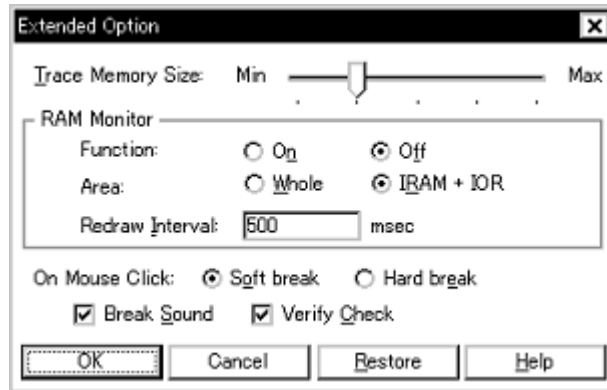 Extended Option
Trace Memory Size: Min Max
RAM Monitor
Function: On Off
Area: Whole IRAM + IOR
Redraw Interval: 500 msec
On Mouse Click: Soft break Hard break
Break Sound Verify Check
OK Cancel Restore Help